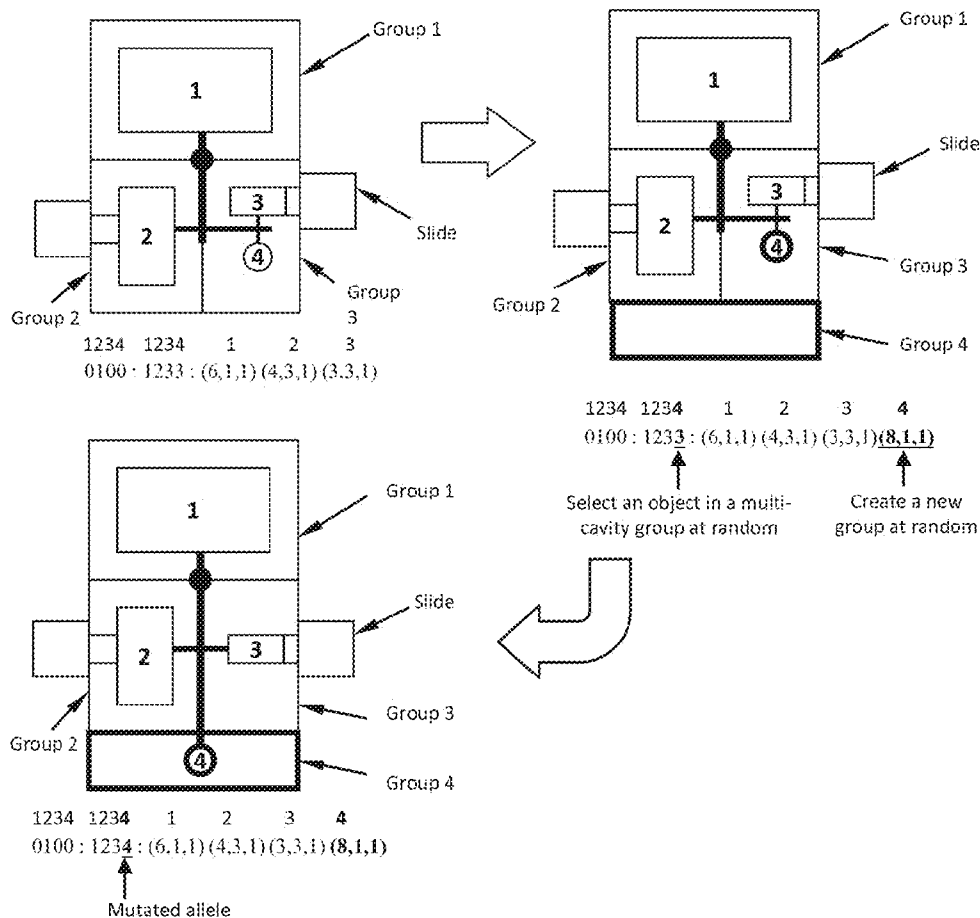 Group 1
1
2
3
4
Slide
Group 2
Group
3
1234 1234 1 2 3
0100 : 1233 : (6,1,1) (4,3,1) (3.3,1)
Group 1
1
Slide
2
3
4
Group 3
Group 2
Group 4
1234 1234 1 2 3 4
0100 : 1233 : (6,1,1) (4,3,1) (3,3,1)(8,1,1)
Select an object in a multi-
cavity group at random
Create a new
group at random
Group 1
1
Slide
2
3
Group 3
Group 2
4
Group 4
1234 1234 1 2 3 4
0100 : 1234 : (6,1,1) (4,3,1) (3,3,1) (8,1,1)
Mutated allele